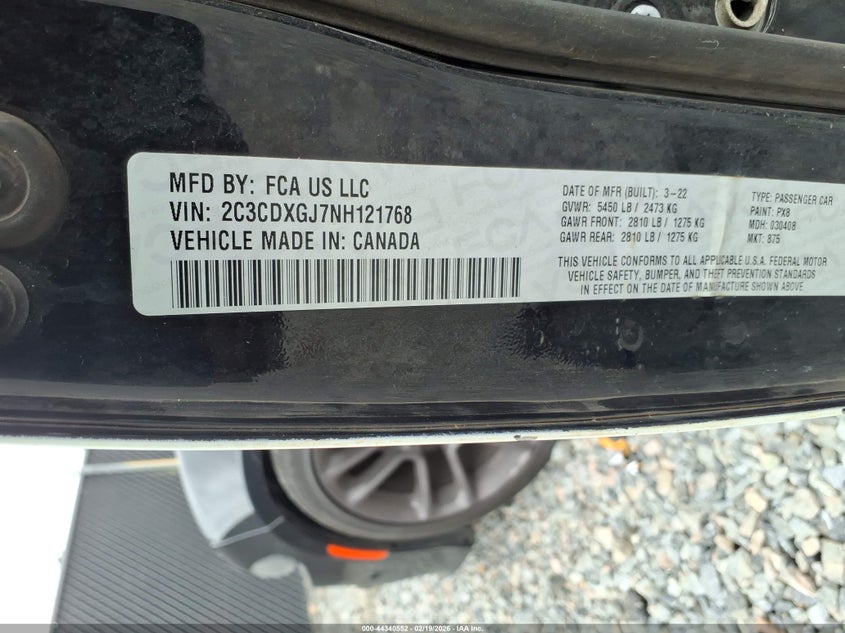 MFD BY: FCA US LLC
VIN: 2C3CDXGJ7NH121768
VEHICLE MADE IN: CANADA
DATE OF MFR (BUILT): 3-22
GVWR: 5450 LB / 2473 KG
GAWR FRONT: 2810 LB / 1275 KG
GAWR REAR: 2810 LB / 1275 KG
TYPE: PASSENGER CAR
PAINT: PX8
MDH: 030408
MKT: 875
THIS VEHICLE CONFORMS TO ALL APPLICABLE U.S.A. FEDERAL MOTOR
VEHICLE SAFETY, BUMPER, AND THEFT PREVENTION STANDARDS
IN EFFECT ON THE DATE OF MANUFACTURE SHOWN ABOVE
000-44340552 - 02/19/2026 - IAA Inc.